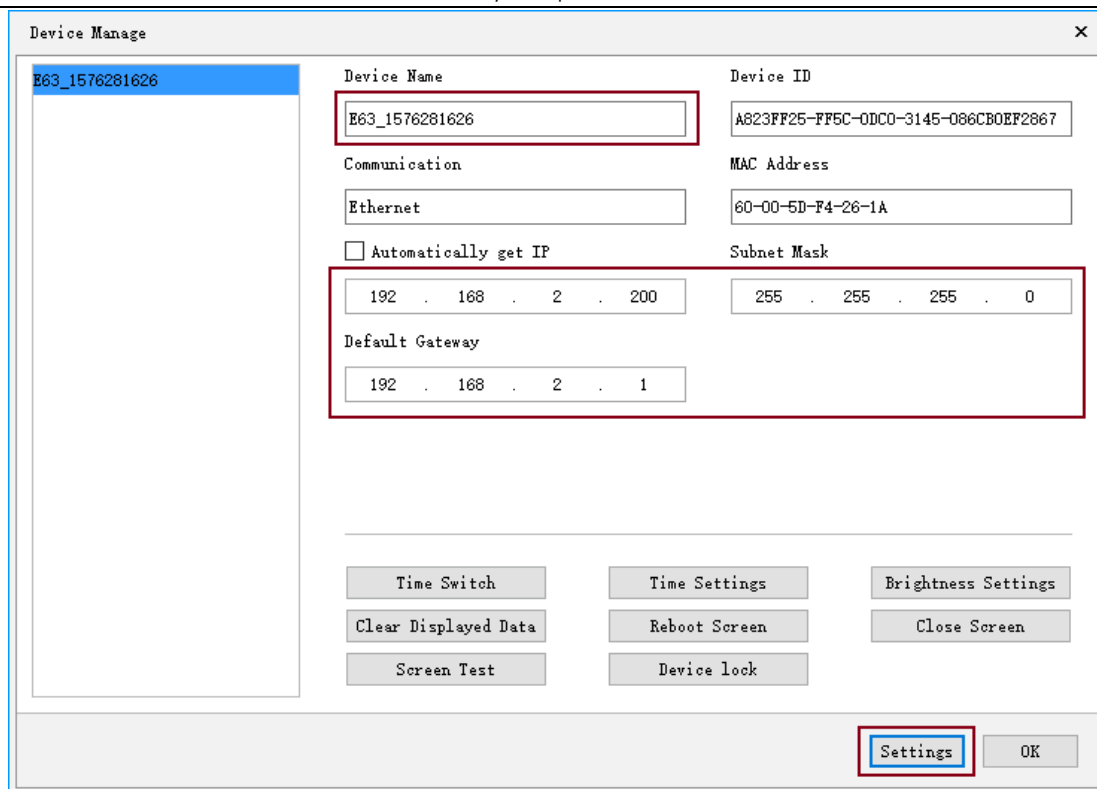 Device Manage
E63_1576281626
Device Name
Device ID
E63_1576281626
A823FF25-FF5C-0DC0-3145-086CB0EF2867
Communication
MAC Address
Ethernet
60-00-5D-F4-26-1A
Automatically get IP
Subnet Mask
192 . 168 . 2 . 200
255 . 255 . 255 . 0
Default Gateway
192 . 168 . 2 . 1
Time Switch
Time Settings
Brightness Settings
Clear Displayed Data
Reboot Screen
Close Screen
Screen Test
Device lock
Settings
OK